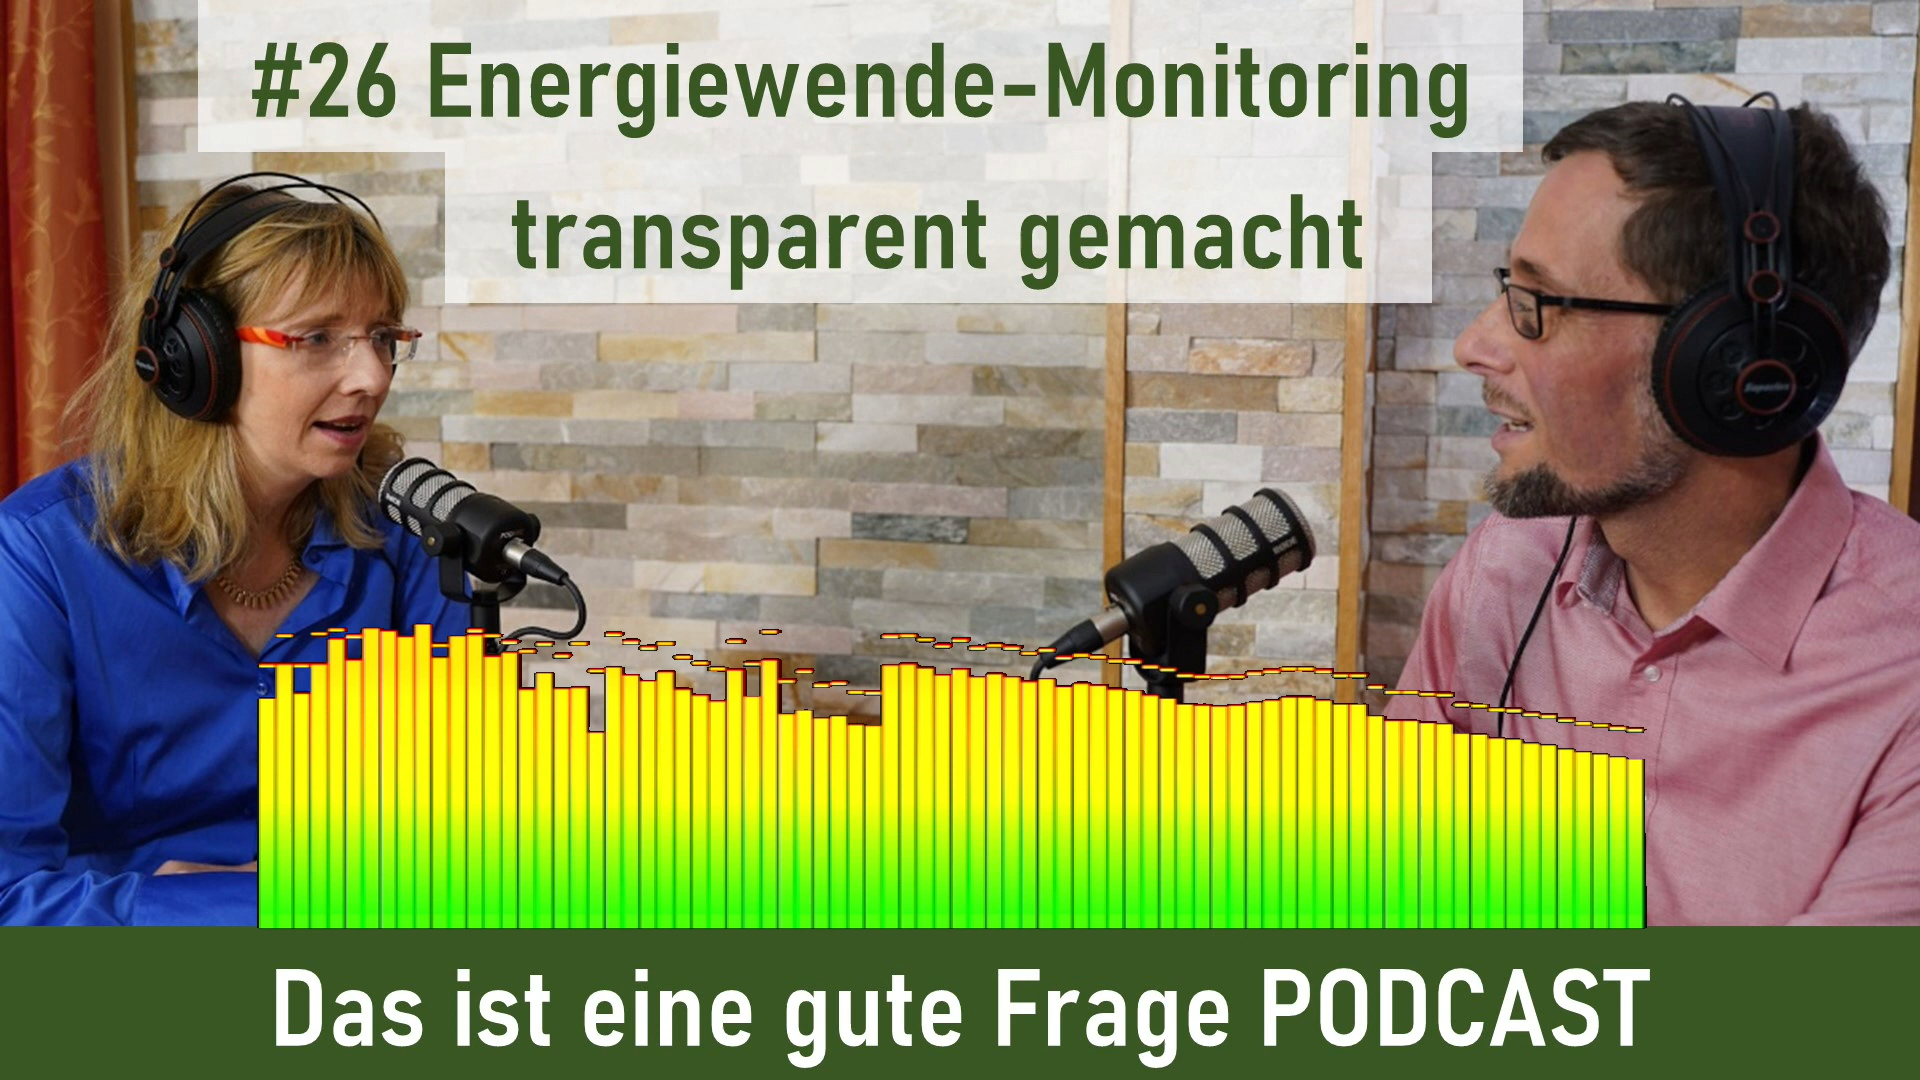 #26 Energiewende-Monitoring
transparent gemacht
Das ist eine gute Frage PODCAST